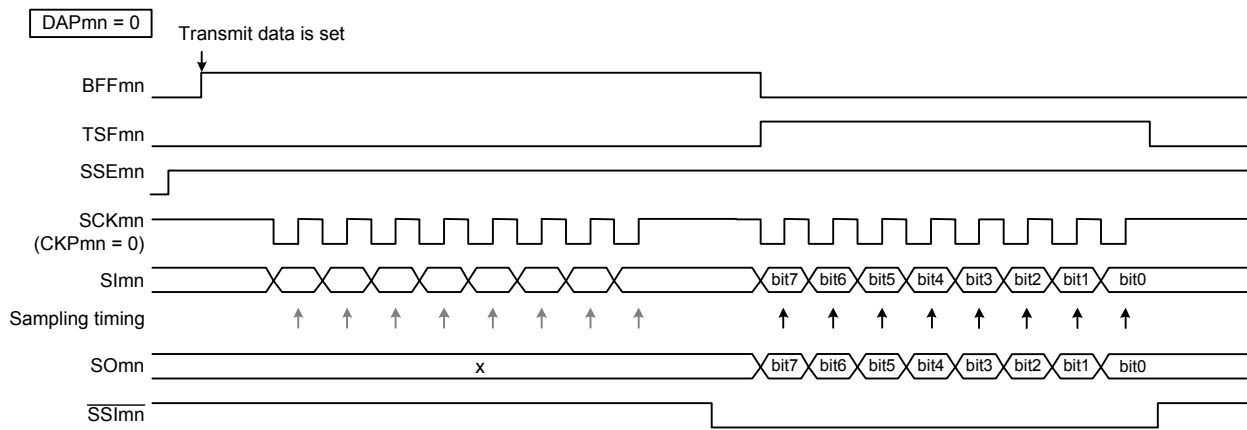 DAPmn = 0
Transmit data is set
BFFmn
TSFmn
SSEmn
SCKmn
(CKPmn = 0)
SImn
bit7 bit6 bit5 bit4 bit3 bit2 bit1 bit0
Sampling timing
SOmn
x
bit7 bit6 bit5 bit4 bit3 bit2 bit1 bit0
SSImn